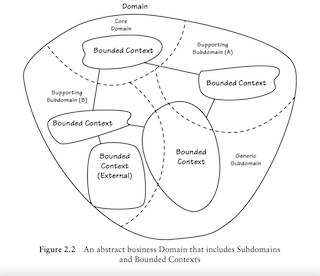 Domain
Core
Domain
Bounded Context
Supporting
Subdomain (A)
Bounded Context
Supporting
Subdomain (B)
Bounded Context
Bounded
Context
(External)
Bounded
Context
Generic
Subdomain
Figure 2.2 An abstract business Domain that includes Subdomains
and Bounded Contexts